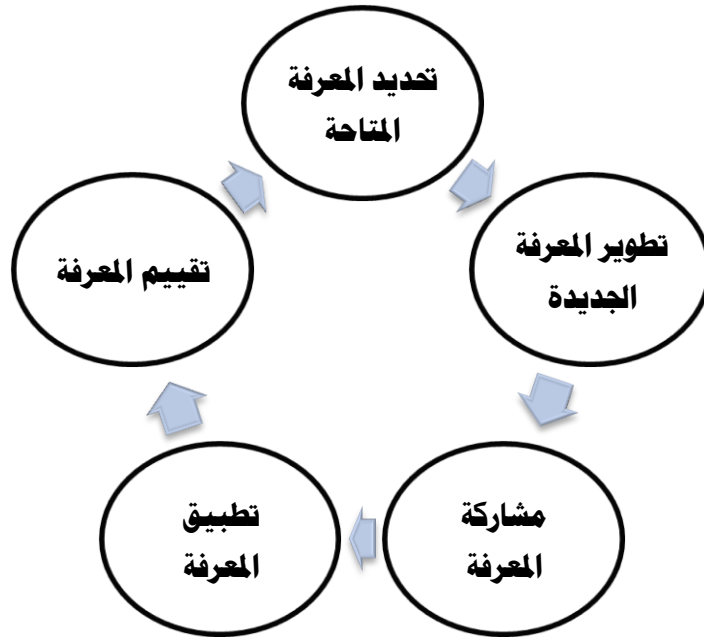 تحديد المعرفة
المتاحة
تطوير المعرفة
الجديدة
مشاركة
المعرفة
تطبيق
المعرفة
تقييم المعرفة